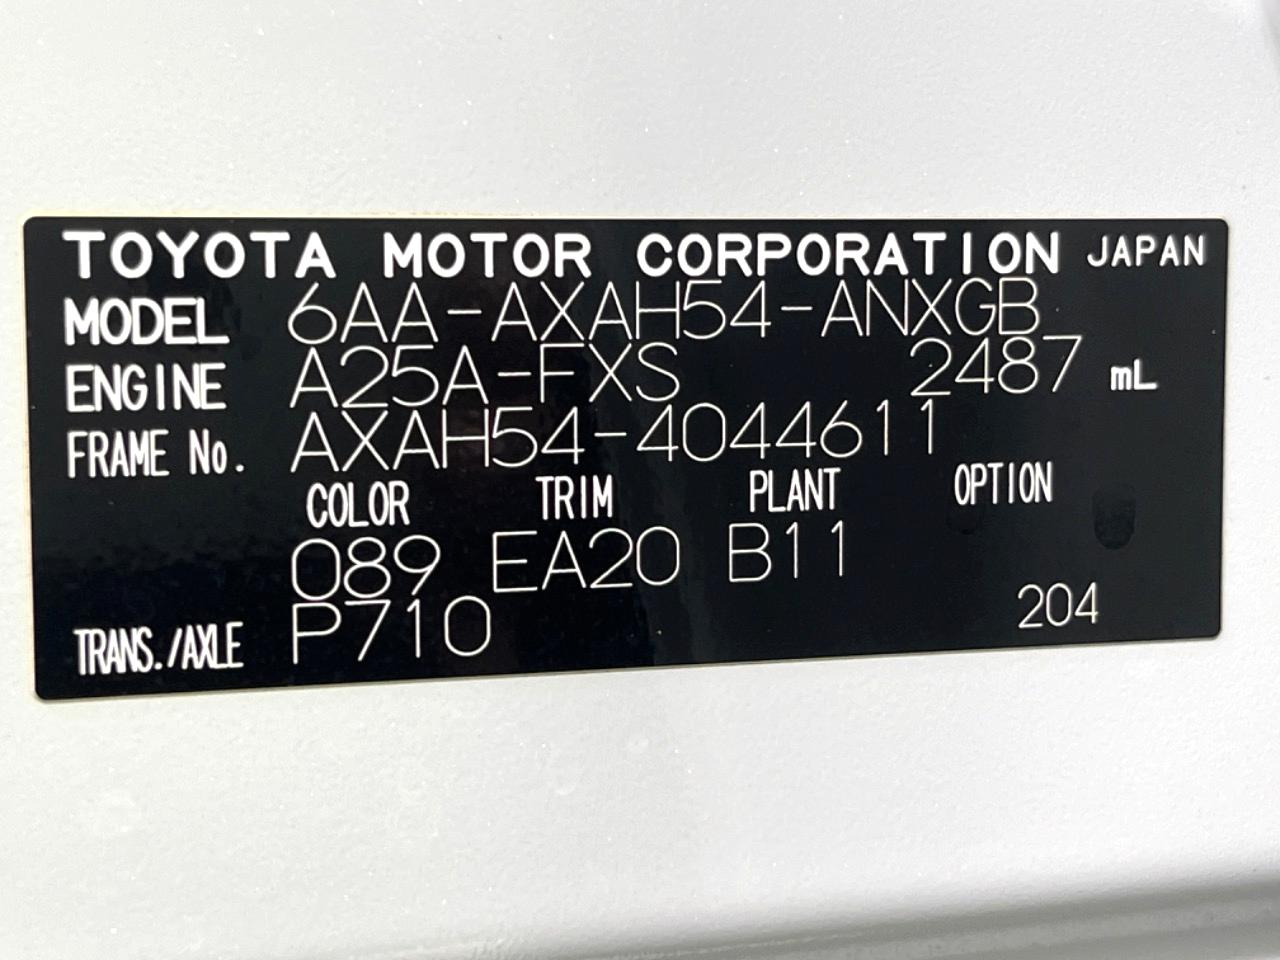 TOYOTA MOTOR CORPORATION JAPAN
MODEL 6AA-AXAH54-ANXGB
ENGINE A25A-FXS 2487 mL
FRAME No. AXAH54-4044611
COLOR TRIM PLANT OPTION
089 EA20 B11
TRANS./AXLE P710 204